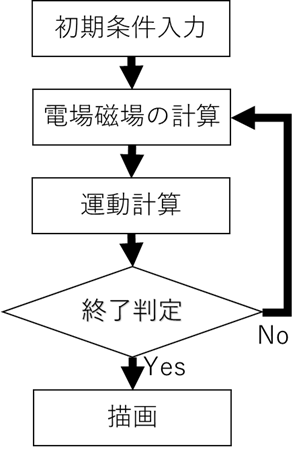 初期条件入力
電場磁場の計算
運動計算
終了判定
No
Yes
描画